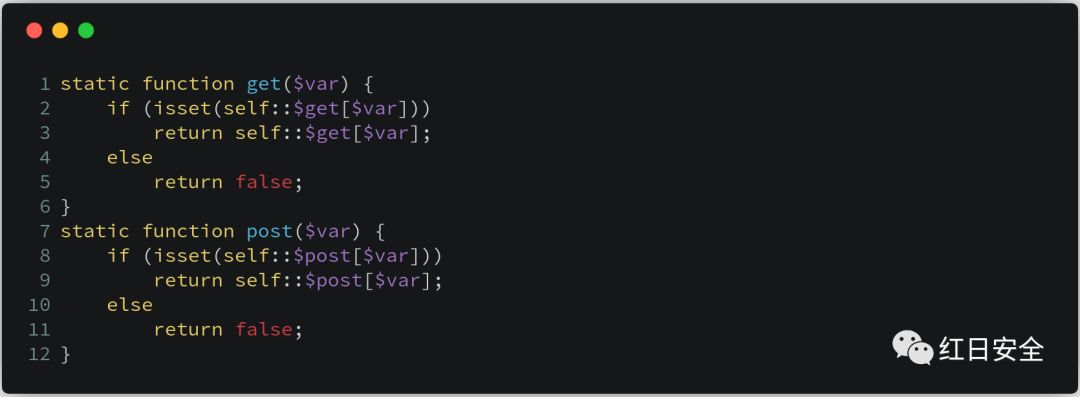 1 static function get($var) {
2     if (isset(self::$get[$var]))
3         return self::$get[$var];
4     else
5         return false;
6 }
7 static function post($var) {
8     if (isset(self::$post[$var]))
9         return self::$post[$var];
10     else
11         return false;
12 }
红日安全